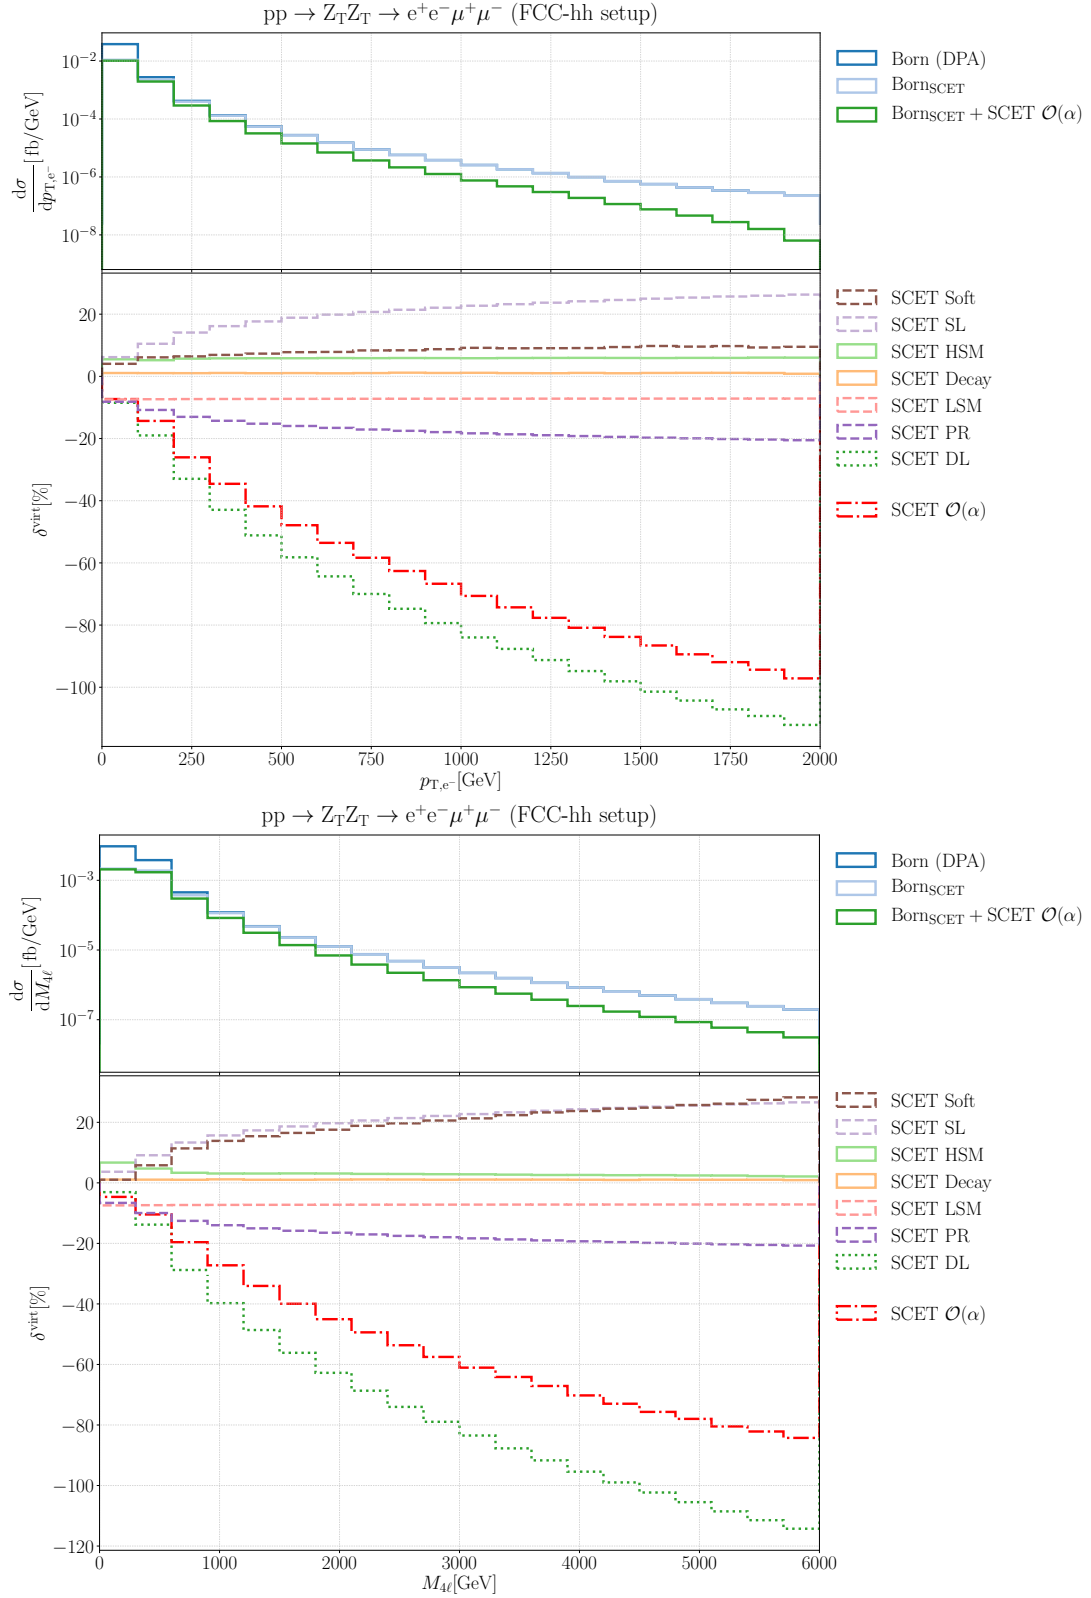 pp → Z_T Z_T → e⁺e⁻μ⁺μ⁻ (FCC-hh setup)
dσ/dp_{T,e⁻} [fb/GeV]
10⁻²
10⁻⁴
10⁻⁶
10⁻⁸
Born (DPA)
Born_SCET
Born_SCET + SCET 𝒪(α)
δ^virt[%]
20
0
−20
−40
−60
−80
−100
SCET Soft
SCET SL
SCET HSM
SCET Decay
SCET LSM
SCET PR
SCET DL
SCET 𝒪(α)
0 250 500 750 1000 1250 1500 1750 2000
p_{T,e⁻}[GeV]
pp → Z_T Z_T → e⁺e⁻μ⁺μ⁻ (FCC-hh setup)
dσ/dM_{4ℓ} [fb/GeV]
10⁻³
10⁻⁵
10⁻⁷
Born (DPA)
Born_SCET
Born_SCET + SCET 𝒪(α)
δ^virt[%]
20
0
−20
−40
−60
−80
−100
−120
SCET Soft
SCET SL
SCET HSM
SCET Decay
SCET LSM
SCET PR
SCET DL
SCET 𝒪(α)
0 1000 2000 3000 4000 5000 6000
M_{4ℓ}[GeV]